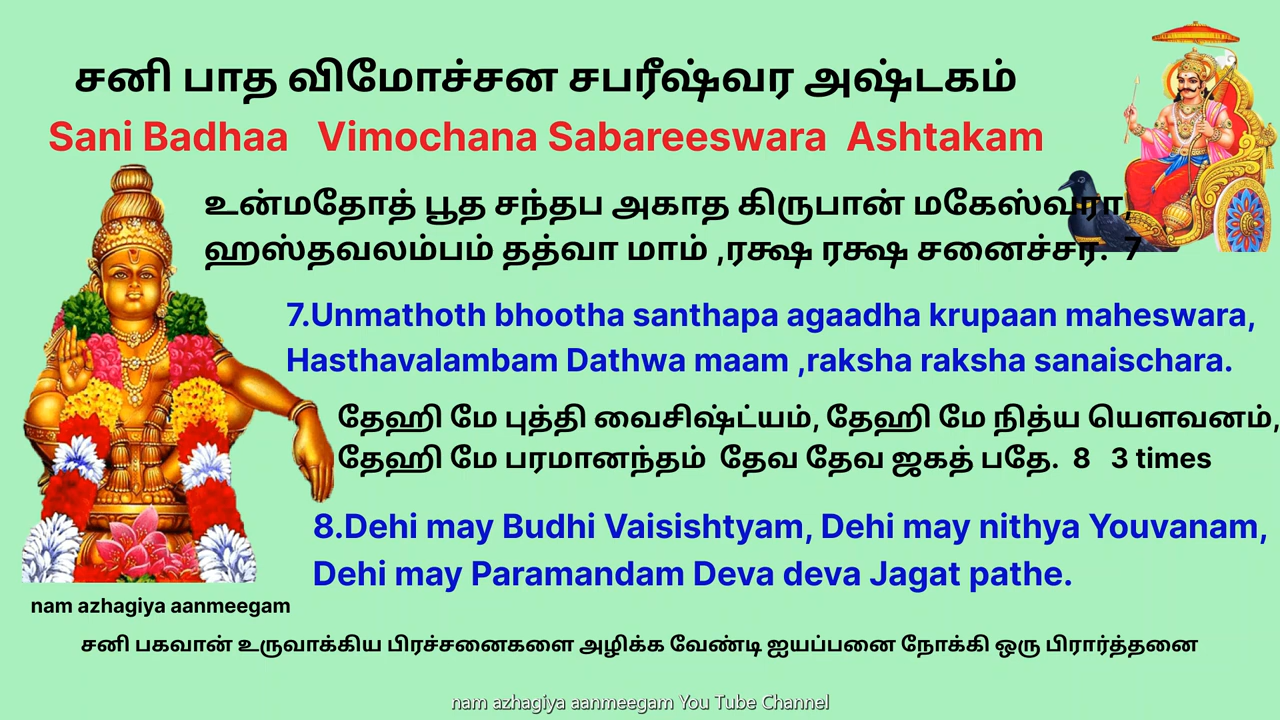 சனி பாத விமோச்சன சபரீஷ்வர அஷ்டகம்
Sani Badhaa Vimochana Sabareeswara Ashtakam
உன்மதோத் பூத சந்தப அகாத கிருபான் மகேஸ்வரா,
ஹஸ்தவலம்பம் தத்வா மாம் ,ரக்ஷ ரக்ஷ சனைச்சர. 7
7.Unmathoth bhootha santhapa agaadha krupaan maheswara,
Hasthavalambam Dathwa maam ,raksha raksha sanaischara.
தேஹி மே புத்தி வைசிஷ்ட்யம், தேஹி மே நித்ய யௌவனம்,
தேஹி மே பரமானந்தம் தேவ தேவ ஜகத் பதே. 8 3 times
8.Dehi may Budhi Vaisishtyam, Dehi may nithya Youvanam,
Dehi may Paramandam Deva deva Jagat pathe.
nam azhagiya aanmeegam
சனி பகவான் உருவாக்கிய பிரச்சனைகளை அழிக்க வேண்டி ஐயப்பனை நோக்கி ஒரு பிரார்த்தனை
nam azhagiya aanmeegam You Tube Channel